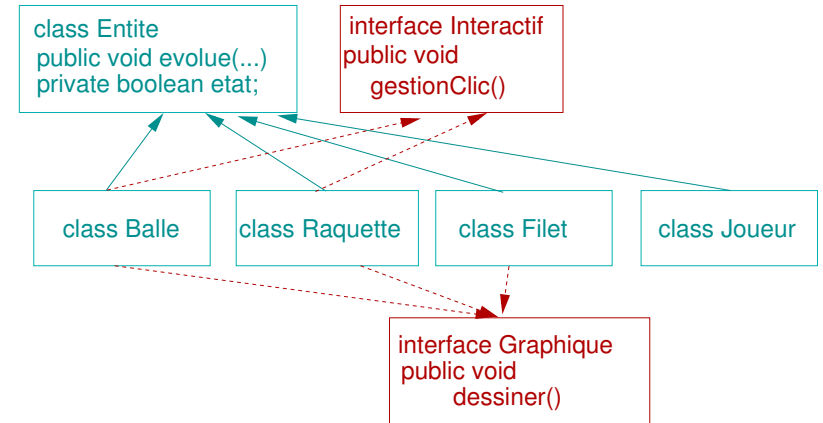 class Entite
public void evolue(...)
private boolean etat;
interface Interactif
public void
gestionClic()
class Balle
class Raquette
class Filet
class Joueur
interface Graphique
public void
dessiner()